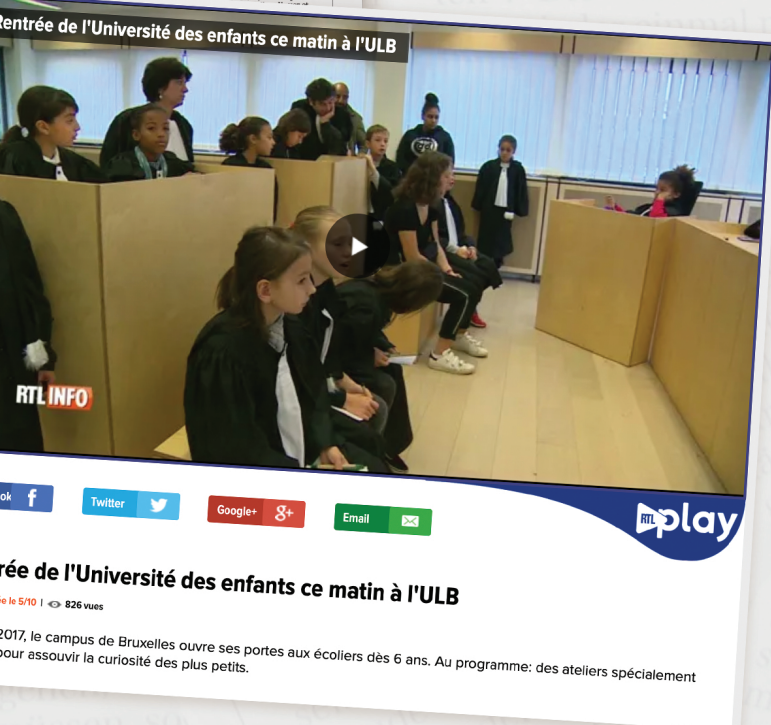 Rentrée de l'Université des enfants ce matin à l'ULB
RTL INFO
ok f
Twitter
Google+ g+
Email
RTL play
rée de l'Université des enfants ce matin à l'ULB
e le 5/10 | 826 vues
2017, le campus de Bruxelles ouvre ses portes aux écoliers dès 6 ans. Au programme: des ateliers spécialement
pour assouvir la curiosité des plus petits.